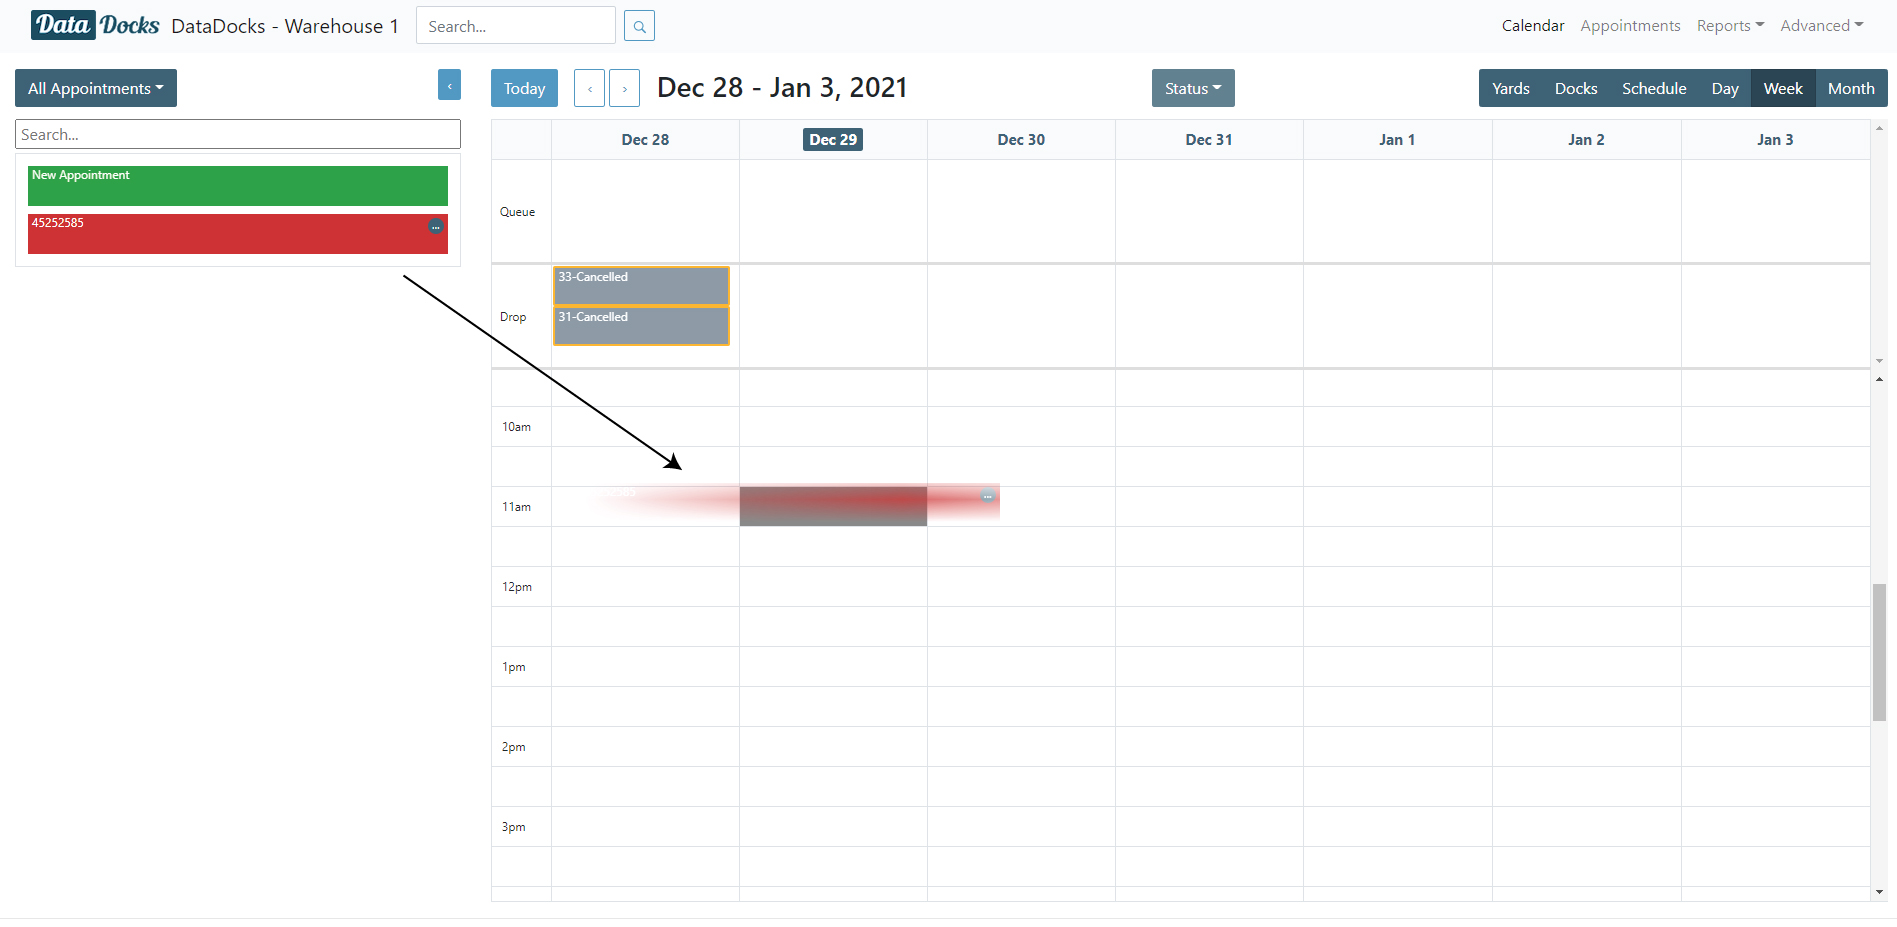 Data Docks DataDocks - Warehouse 1 Search... Calendar Appointments Reports Advanced
All Appointments ‹ Today ‹ › Dec 28 - Jan 3, 2021 Status Yards Docks Schedule Day Week Month
Search...
Dec 28 Dec 29 Dec 30 Dec 31 Jan 1 Jan 2 Jan 3
New Appointment
45252585 ...
Queue
33-Cancelled
Drop
31-Cancelled
10am
...
11am
12pm
1pm
2pm
3pm